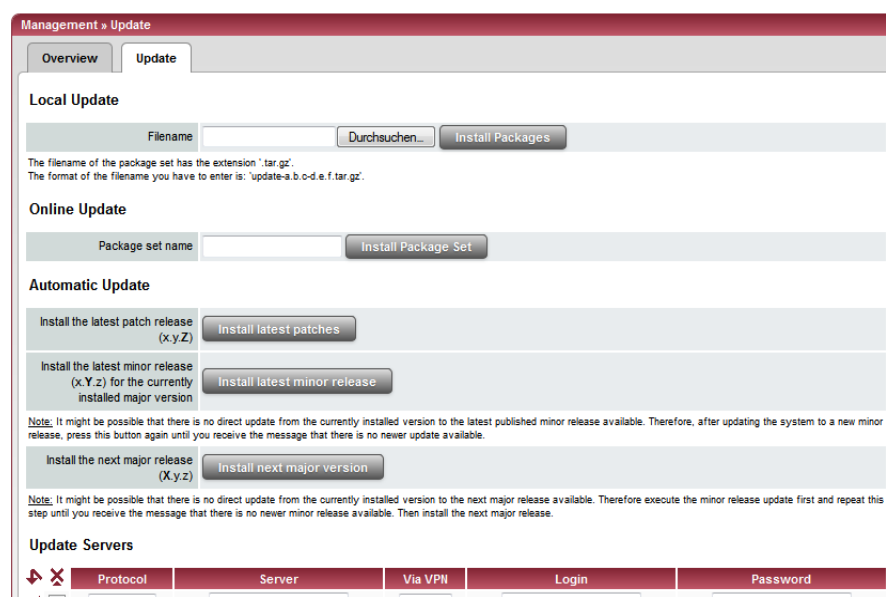 Management » Update
Overview
Update
Local Update
Filename
Durchsuchen...
Install Packages
The filename of the package set has the extension '.tar.gz'.
The format of the filename you have to enter is: 'update-a.b.c-d.e.f.tar.gz'.
Online Update
Package set name
Install Package Set
Automatic Update
Install the latest patch release
(x.y.Z)
Install latest patches
Install the latest minor release
(x.Y.z) for the currently
installed major version
Install latest minor release
Note: It might be possible that there is no direct update from the currently installed version to the latest published minor release available. Therefore, after updating the system to a new minor
release, press this button again until you receive the message that there is no newer update available.
Install the next major release
(X.y.z)
Install next major version
Note: It might be possible that there is no direct update from the currently installed version to the next major release available. Therefore execute the minor release update first and repeat this
step until you receive the message that there is no newer minor release available. Then install the next major release.
Update Servers
Protocol
Server
Via VPN
Login
Password